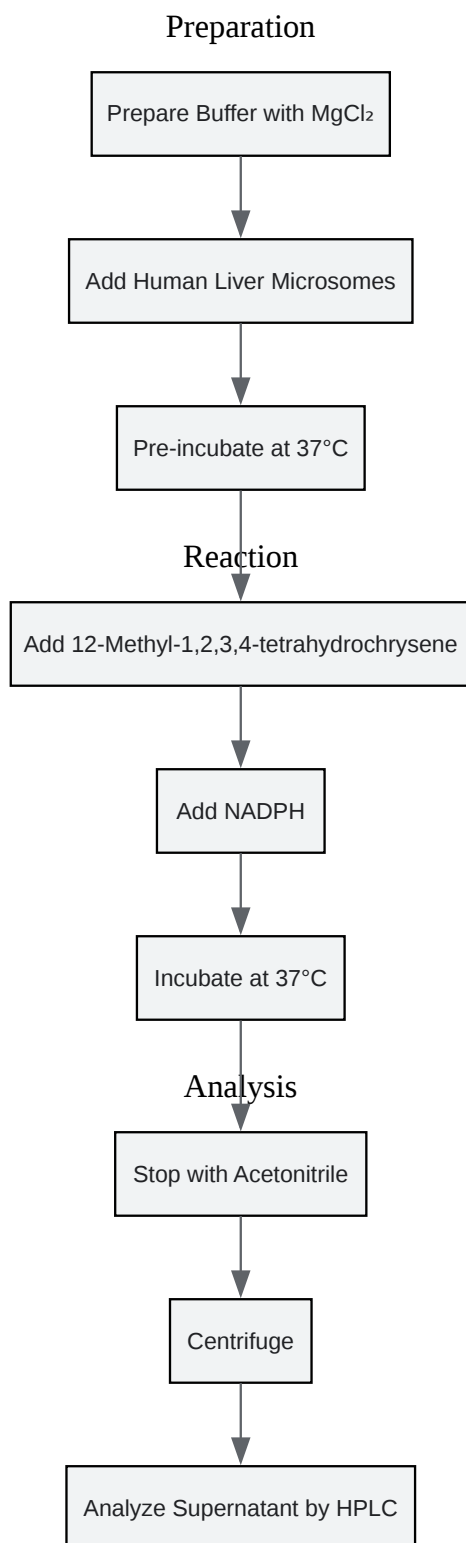 Preparation
Prepare Buffer with MgCl₂
Add Human Liver Microsomes
Pre-incubate at 37°C
Reaction
Add 12-Methyl-1,2,3,4-tetrahydrochrysene
Add NADPH
Incubate at 37°C
Analysis
Stop with Acetonitrile
Centrifuge
Analyze Supernatant by HPLC